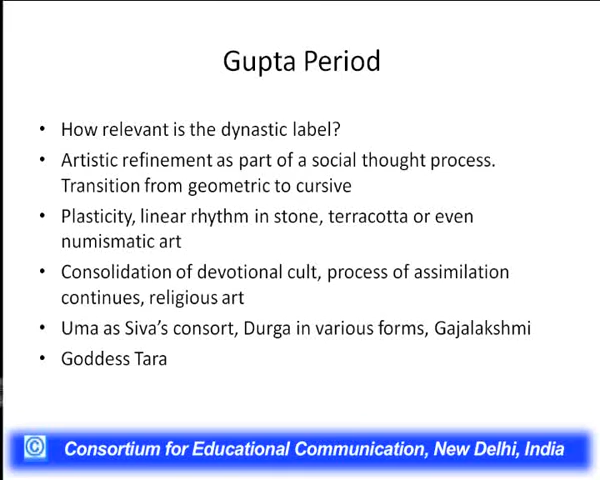 Gupta Period
• How relevant is the dynastic label?
• Artistic refinement as part of a social thought process.
Transition from geometric to cursive
• Plasticity, linear rhythm in stone, terracotta or even
numismatic art
• Consolidation of devotional cult, process of assimilation
continues, religious art
• Uma as Siva's consort, Durga in various forms, Gajalakshmi
• Goddess Tara
© Consortium for Educational Communication, New Delhi, India